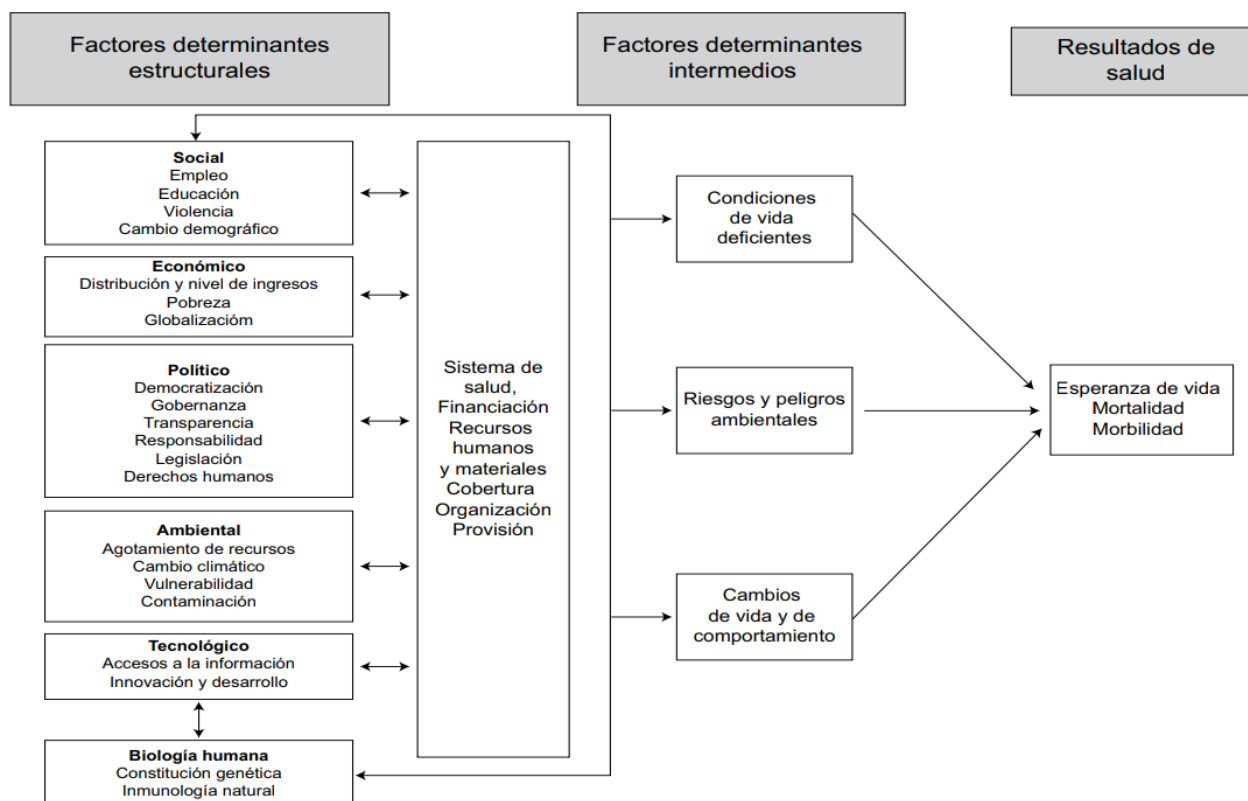 Factores determinantes
estructurales
Factores determinantes
intermedios
Resultados de
salud
Social
Empleo
Educación
Violencia
Cambio demográfico
Económico
Distribución y nivel de ingresos
Pobreza
Globalizacióm
Político
Democratización
Gobernanza
Transparencia
Responsabilidad
Legislación
Derechos humanos
Ambiental
Agotamiento de recursos
Cambio climático
Vulnerabilidad
Contaminación
Tecnológico
Accesos a la información
Innovación y desarrollo
Biología humana
Constitución genética
Inmunología natural
Sistema de
salud,
Financiación
Recursos
humanos
y materiales
Cobertura
Organización
Provisión
Condiciones
de vida
deficientes
Riesgos y peligros
ambientales
Cambios
de vida y de
comportamiento
Esperanza de vida
Mortalidad
Morbilidad